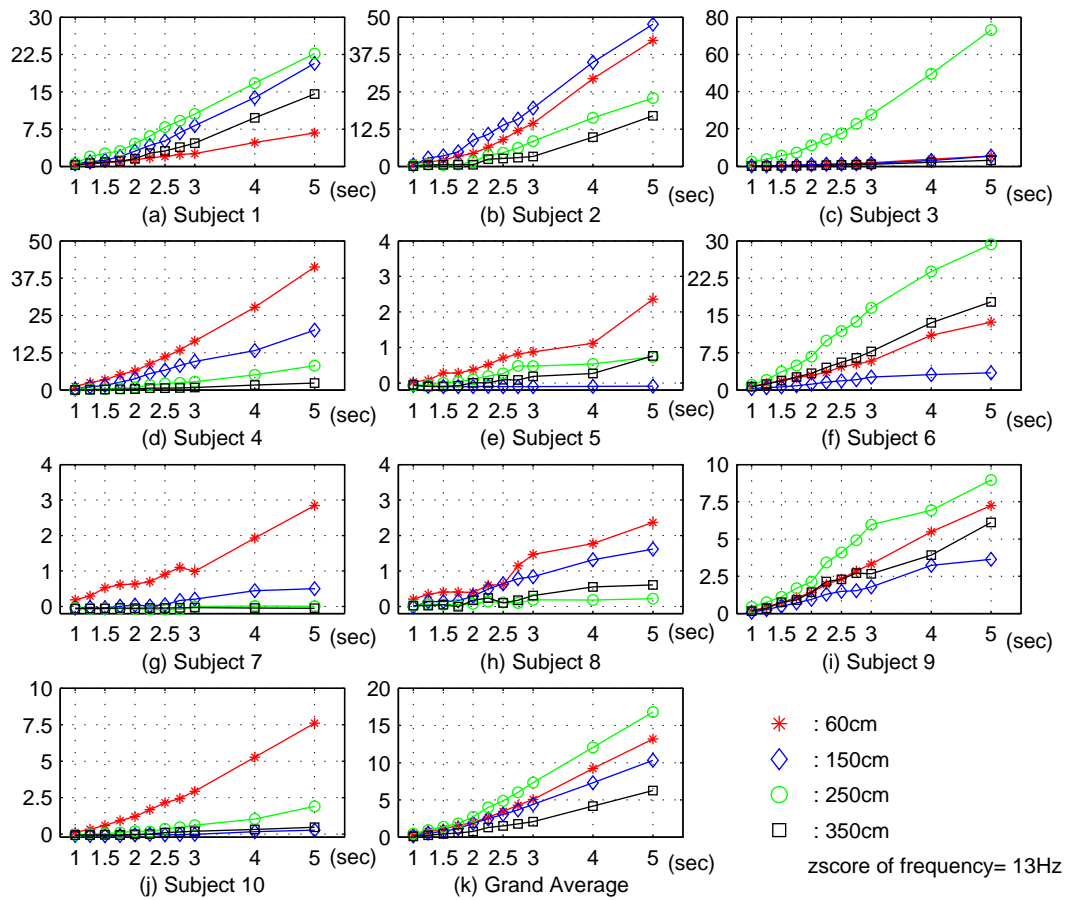 30
22.5
15
7.5
0
1 1.5 2 2.5 3 4 5 (sec)
(a) Subject 1
50
37.5
25
12.5
0
1 1.5 2 2.5 3 4 5 (sec)
(b) Subject 2
80
60
40
20
0
1 1.5 2 2.5 3 4 5 (sec)
(c) Subject 3
50
37.5
25
12.5
0
1 1.5 2 2.5 3 4 5 (sec)
(d) Subject 4
4
3
2
1
0
1 1.5 2 2.5 3 4 5 (sec)
(e) Subject 5
30
22.5
15
7.5
0
1 1.5 2 2.5 3 4 5 (sec)
(f) Subject 6
4
3
2
1
0
1 1.5 2 2.5 3 4 5 (sec)
(g) Subject 7
4
3
2
1
0
1 1.5 2 2.5 3 4 5 (sec)
(h) Subject 8
10
7.5
5
2.5
0
1 1.5 2 2.5 3 4 5 (sec)
(i) Subject 9
10
7.5
5
2.5
0
1 1.5 2 2.5 3 4 5 (sec)
(j) Subject 10
20
15
10
5
0
1 1.5 2 2.5 3 4 5 (sec)
(k) Grand Average
: 60cm
: 150cm
: 250cm
: 350cm
zscore of frequency= 13Hz